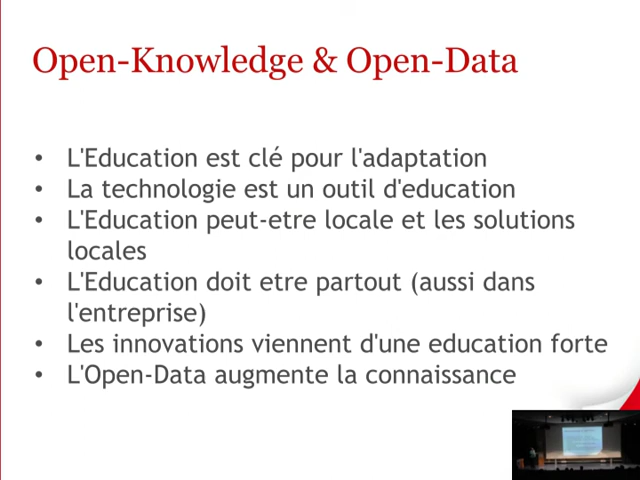 Open-Knowledge & Open-Data
• L'Education est clé pour l'adaptation
• La technologie est un outil d'education
• L'Education peut-etre locale et les solutions
locales
• L'Education doit etre partout (aussi dans
l'entreprise)
• Les innovations viennent d'une education forte
• L'Open-Data augmente la connaissance